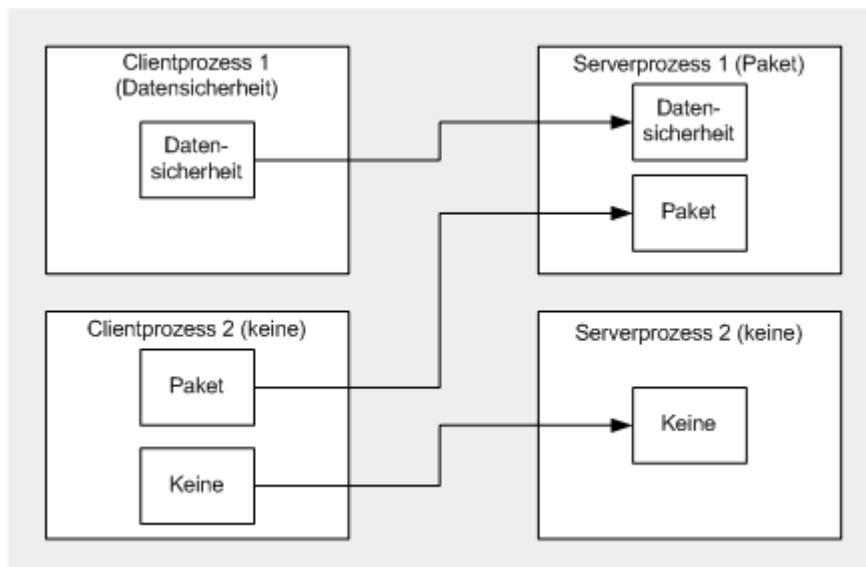 Clientprozess 1
(Datensicherheit)
Daten-
sicherheit
Serverprozess 1 (Paket)
Daten-
sicherheit
Paket
Clientprozess 2 (keine)
Paket
Keine
Serverprozess 2 (keine)
Keine